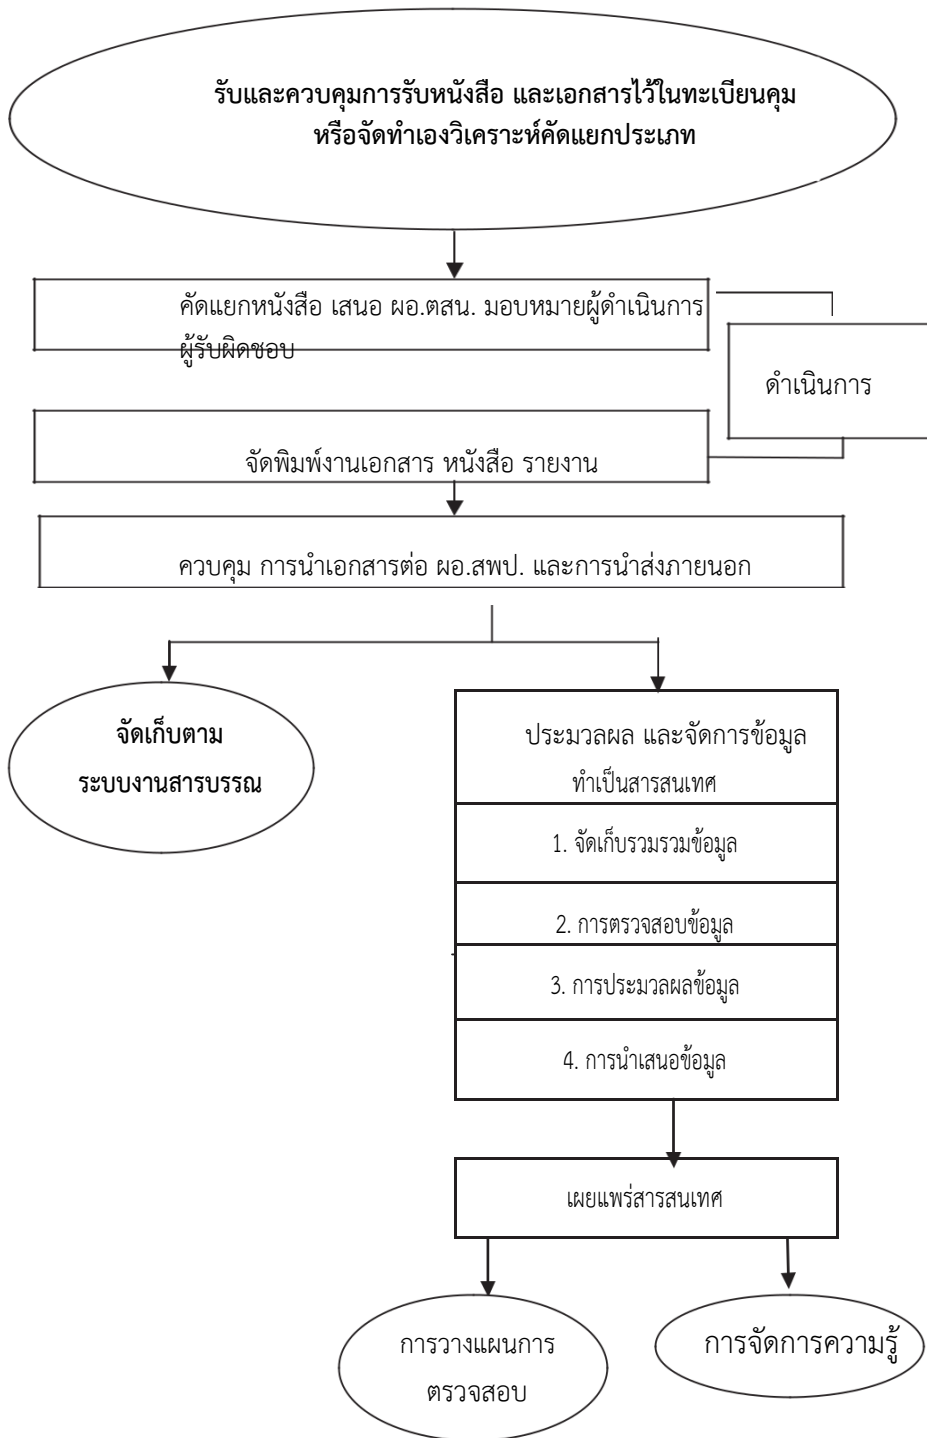 รับและควบคุมการรับหนังสือ และเอกสารไว้ในทะเบียนคุม
หรือจัดทำเองวิเคราะห์คัดแยกประเภท
คัดแยกหนังสือ เสนอ ผอ.ตสน. มอบหมายผู้ดำเนินการ
ผู้รับผิดชอบ
ดำเนินการ
จัดพิมพ์งานเอกสาร หนังสือ รายงาน
ควบคุม การนำเอกสารต่อ ผอ.สพป. และการนำส่งภายนอก
จัดเก็บตาม
ระบบงานสารบรรณ
ประมวลผล และจัดการข้อมูล
ทำเป็นสารสนเทศ
1. จัดเก็บรวมรวมข้อมูล
2. การตรวจสอบข้อมูล
3. การประมวลผลข้อมูล
4. การนำเสนอข้อมูล
เผยแพร่สารสนเทศ
การวางแผนการ
ตรวจสอบ
การจัดการความรู้